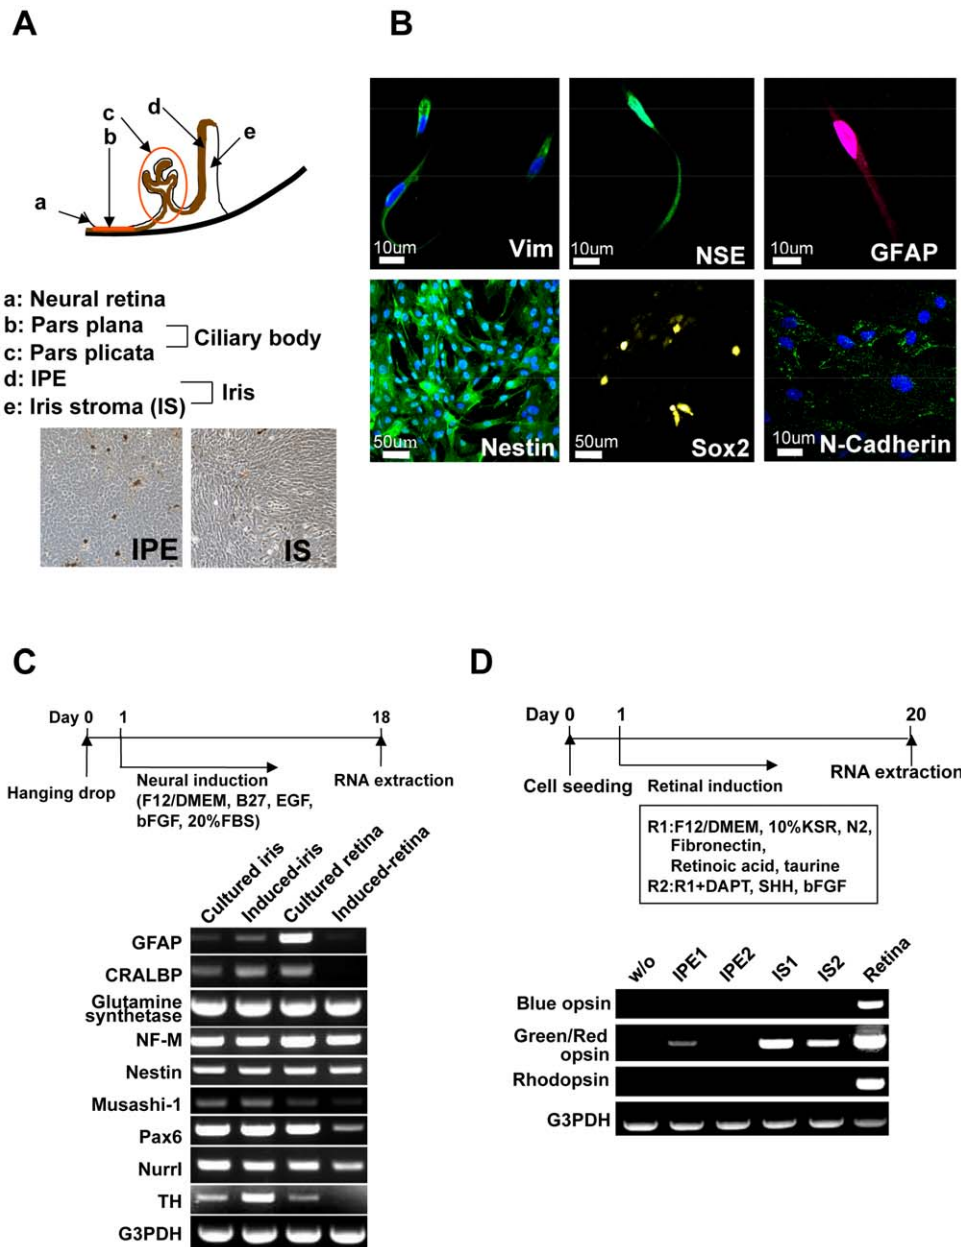 A
c
b
d
e
a
a: Neural retina
b: Pars plana
c: Pars plicata
Ciliary body
d: IPE
e: Iris stroma (IS)
Iris
IPE
IS
B
10um
Vim
10um
NSE
10um
GFAP
50um
Nestin
50um
Sox2
10um
N-Cadherin
C
Day 0
1
18
Hanging drop
Neural induction
(F12/DMEM, B27, EGF,
bFGF, 20%FBS)
RNA extraction
Cultured iris
Induced-iris
Cultured retina
Induced-retina
GFAP
CRALBP
Glutamine
synthetase
NF-M
Nestin
Musashi-1
Pax6
NurrI
TH
G3PDH
D
Day 0
1
20
Cell seeding
Retinal induction
RNA extraction
R1:F12/DMEM, 10%KSR, N2,
Fibronectin,
Retinoic acid, taurine
R2:R1+DAPT, SHH, bFGF
w/o
IPE1
IPE2
IS1
IS2
Retina
Blue opsin
Green/Red
opsin
Rhodopsin
G3PDH